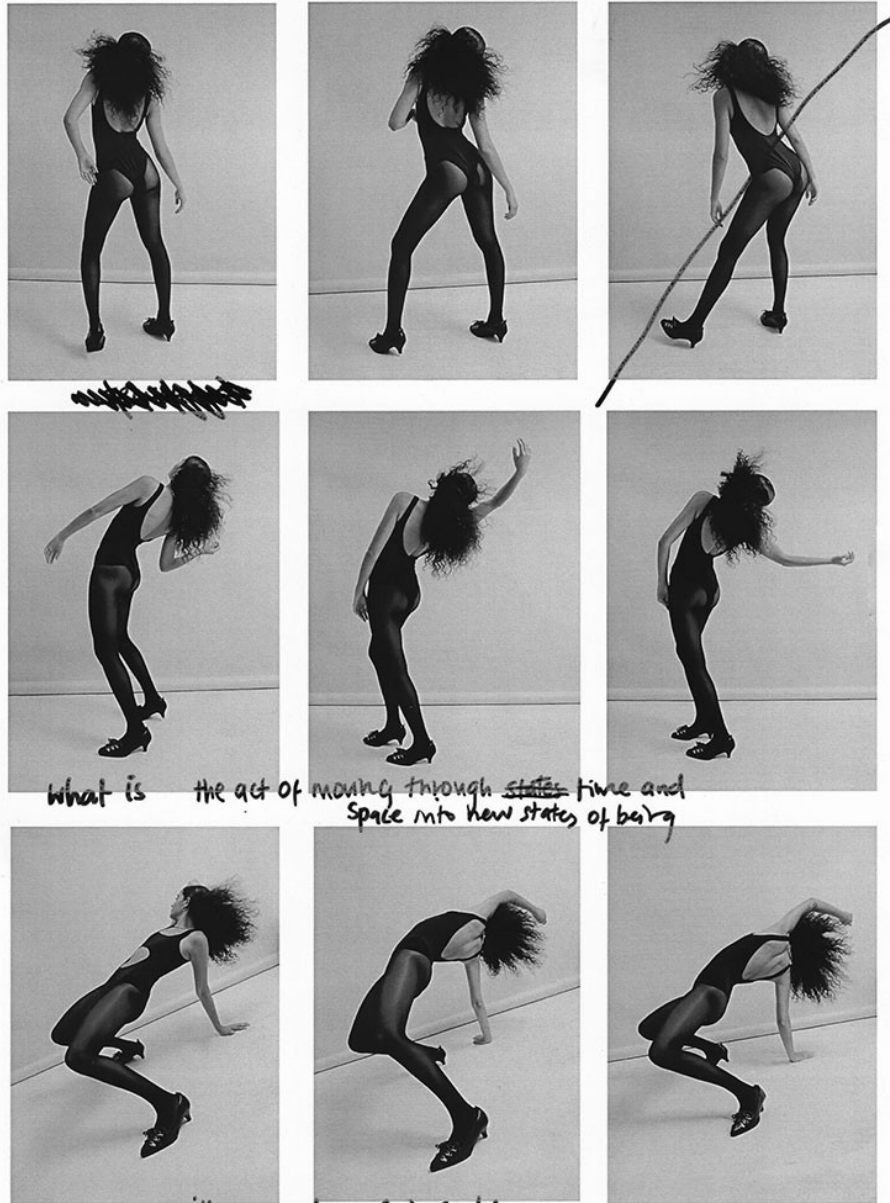 what is the act of moving through states time and
space into new states of being